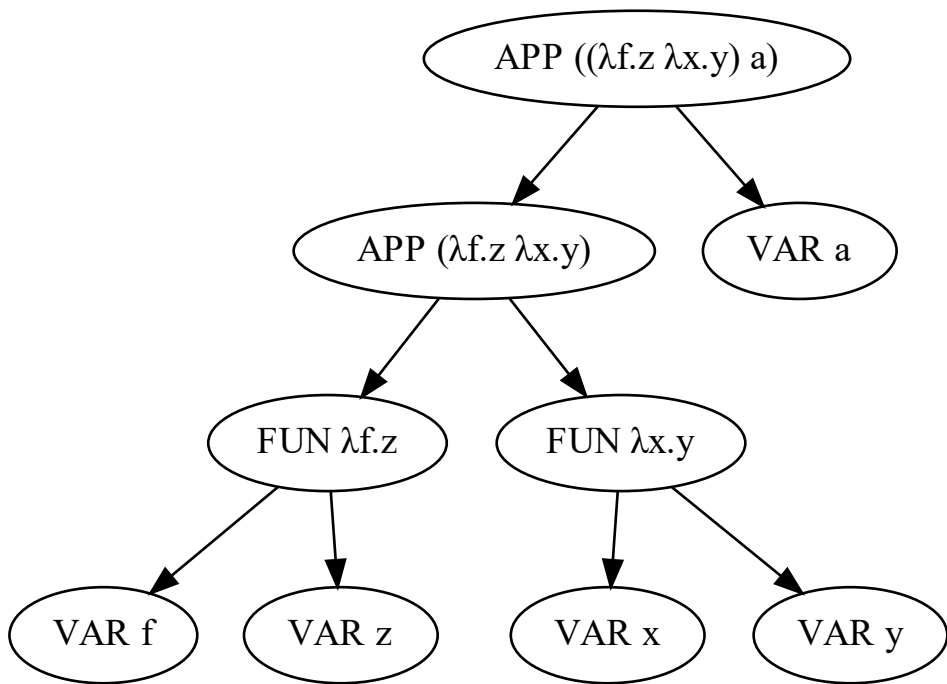 APP ((λf.z λx.y) a)
APP (λf.z λx.y)
VAR a
FUN λf.z
FUN λx.y
VAR f
VAR z
VAR x
VAR y